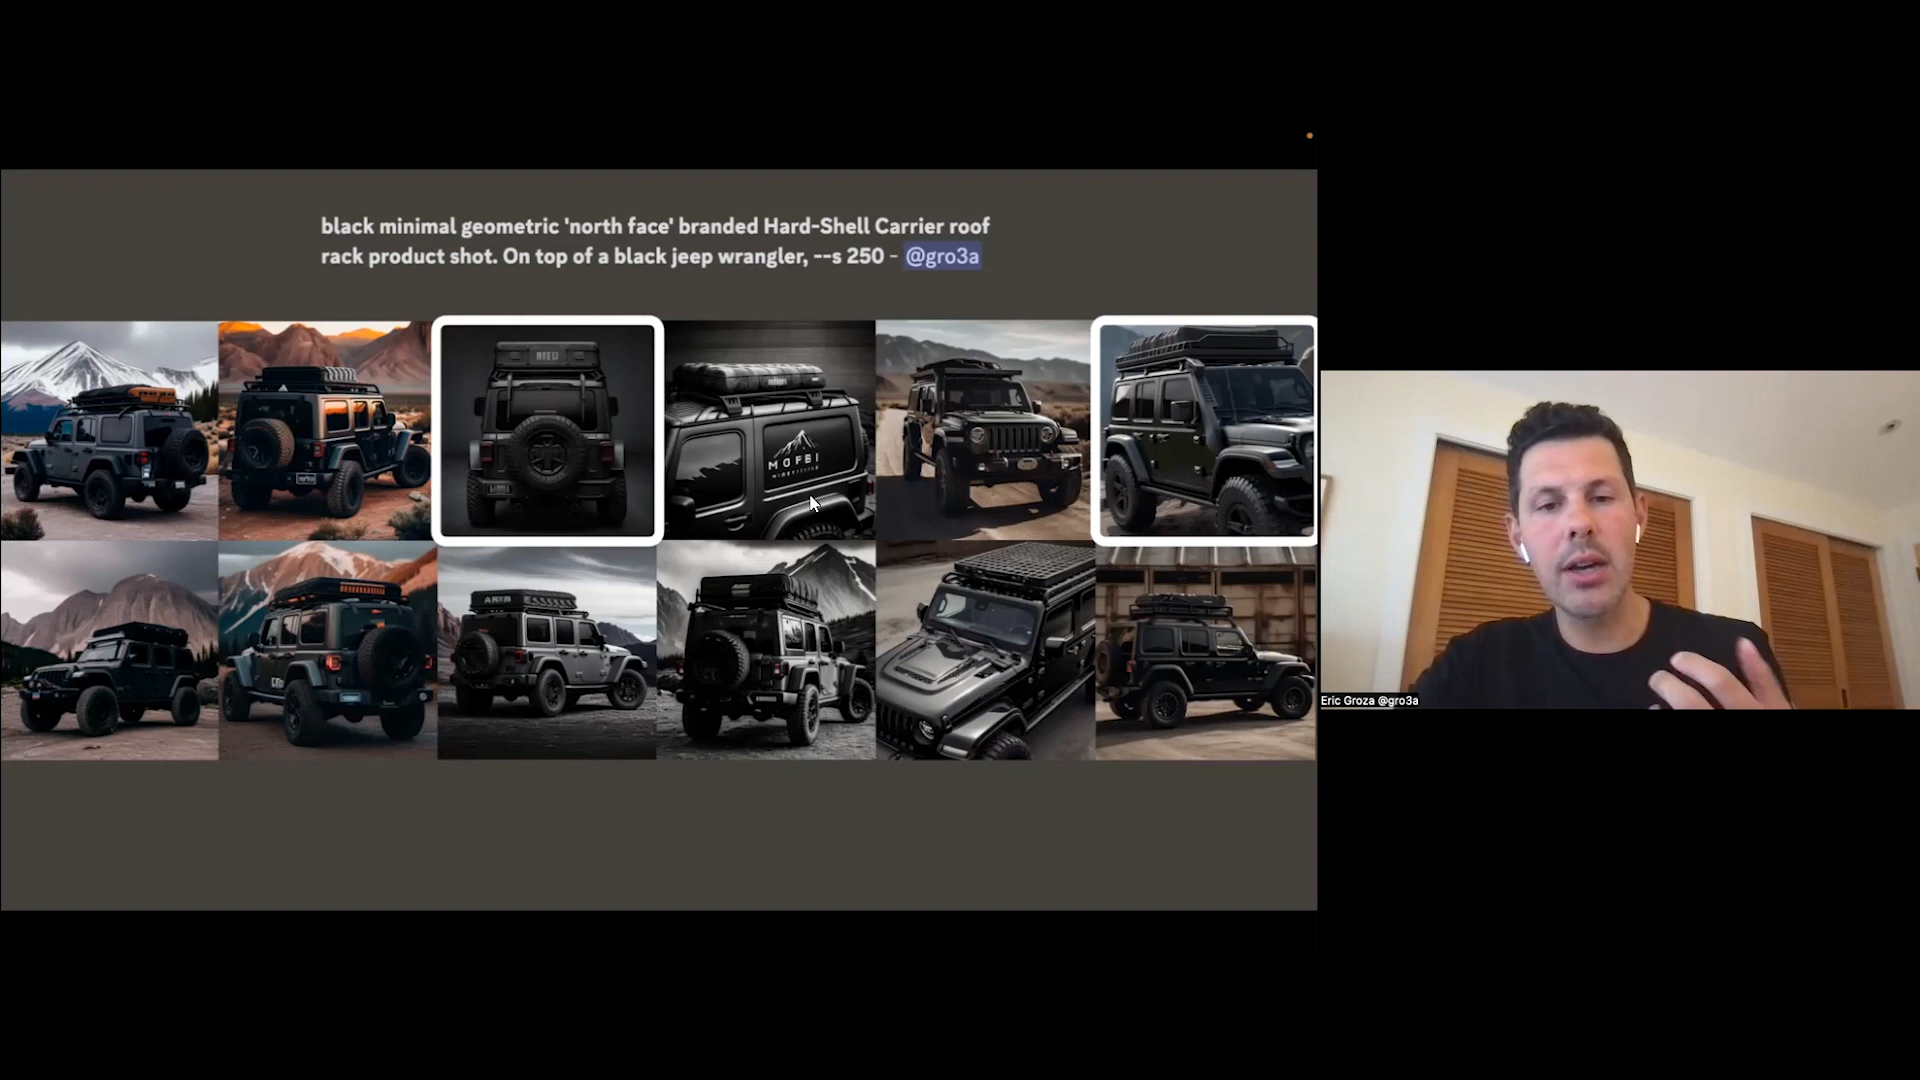 black minimal geometric 'north face' branded Hard-Shell Carrier roof
rack product shot. On top of a black jeep wrangler, --s 250 - @gro3a
MOFBI
Eric Groza @gro3a